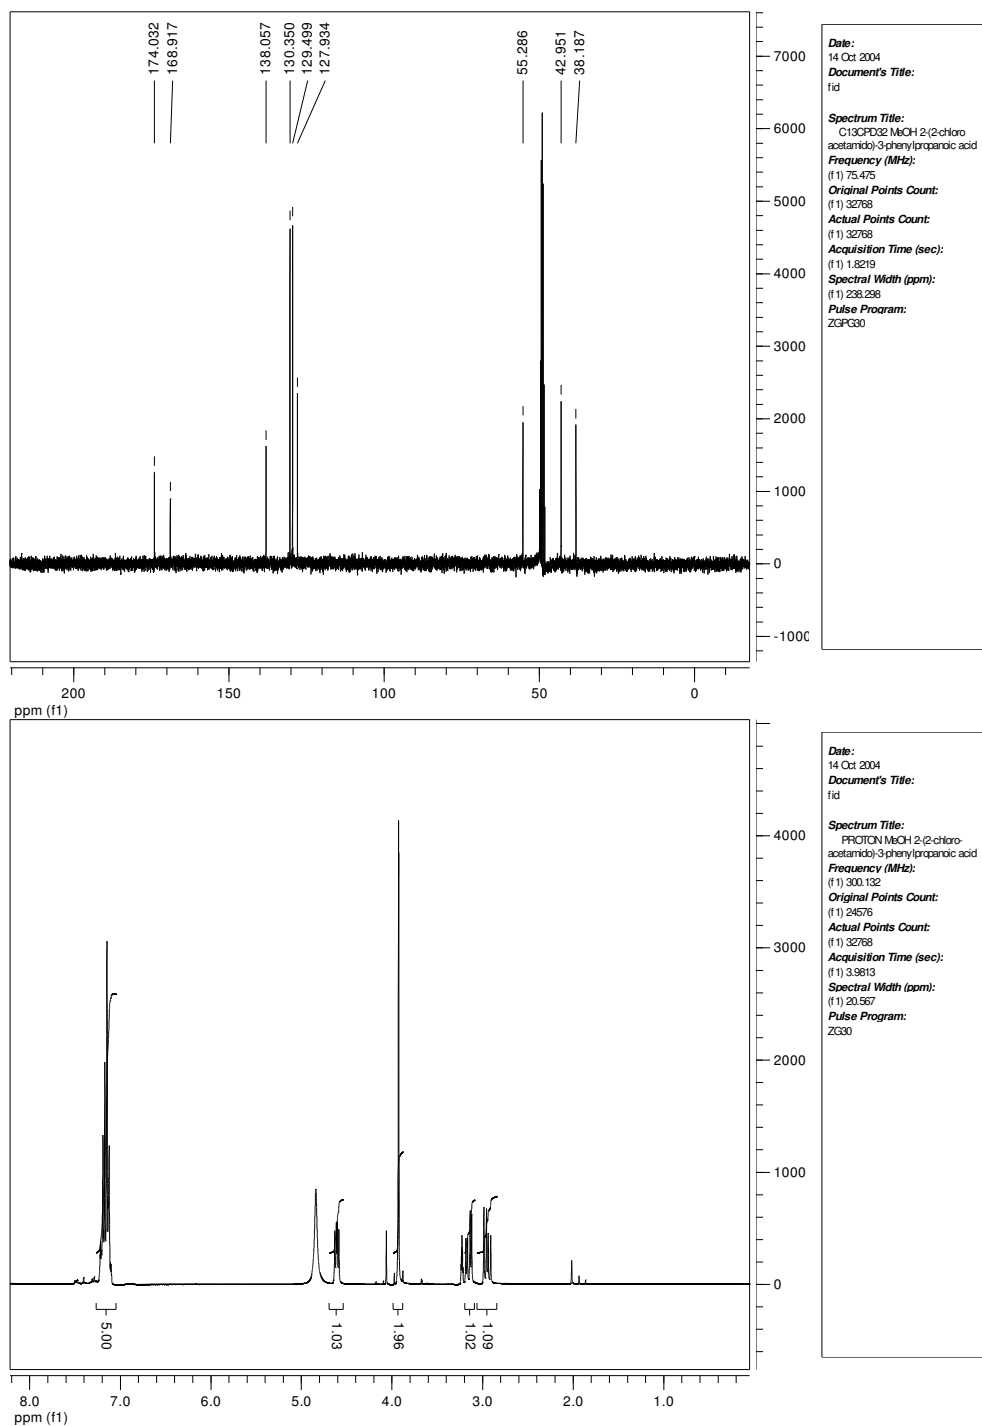 174.032
168.917
138.057
130.350
129.499
127.934
55.286
42.951
38.187
7000
6000
5000
4000
3000
2000
1000
0
-1000
200
150
100
50
0
ppm (f1)
Date:
14 Oct 2004
Document's Title:
fid
Spectrum Title:
C13CPD32 MeOH 2-(2-chloro
acetamido)-3-phenylpropanoic acid
Frequency (MHz):
(f1) 75.475
Original Points Count:
(f1) 32768
Actual Points Count:
(f1) 32768
Acquisition Time (sec):
(f1) 1.8219
Spectral Width (ppm):
(f1) 238.298
Pulse Program:
ZGPG30
4000
3000
2000
1000
0
5.00
1.03
1.96
1.02
1.09
8.0
7.0
6.0
5.0
4.0
3.0
2.0
1.0
ppm (f1)
Date:
14 Oct 2004
Document's Title:
fid
Spectrum Title:
PROTON MeOH 2-(2-chloro-
acetamido)-3-phenylpropanoic acid
Frequency (MHz):
(f1) 300.132
Original Points Count:
(f1) 24576
Actual Points Count:
(f1) 32768
Acquisition Time (sec):
(f1) 3.9813
Spectral Width (ppm):
(f1) 20.567
Pulse Program:
ZG30